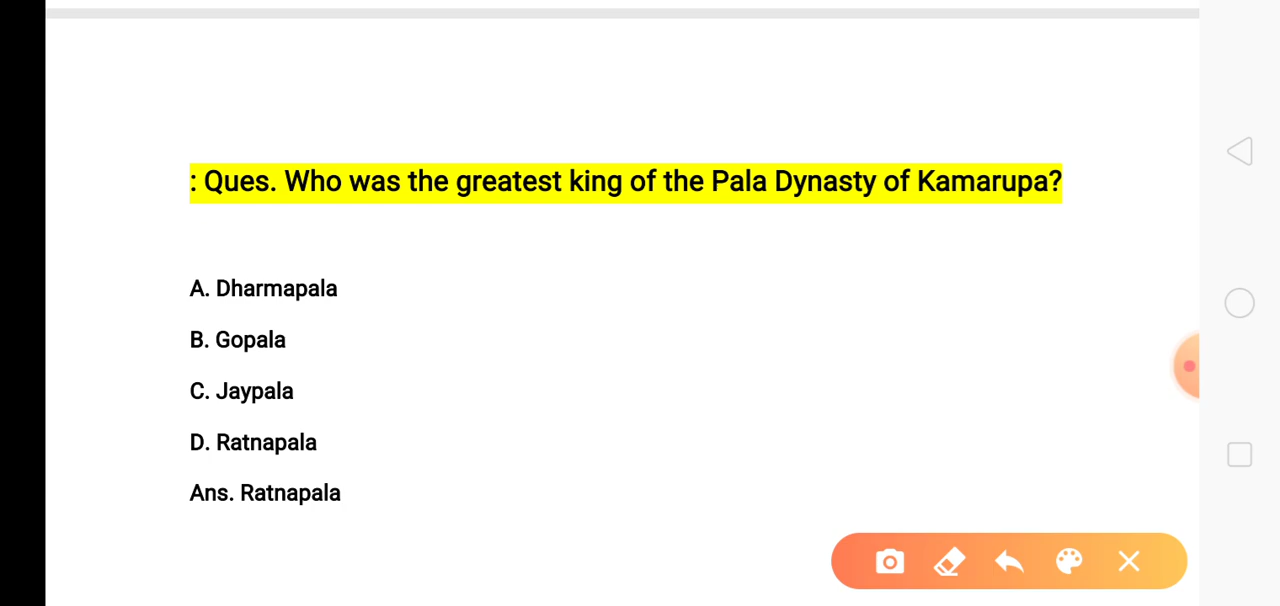 : Ques. Who was the greatest king of the Pala Dynasty of Kamarupa?
A. Dharmapala
B. Gopala
C. Jaypala
D. Ratnapala
Ans. Ratnapala